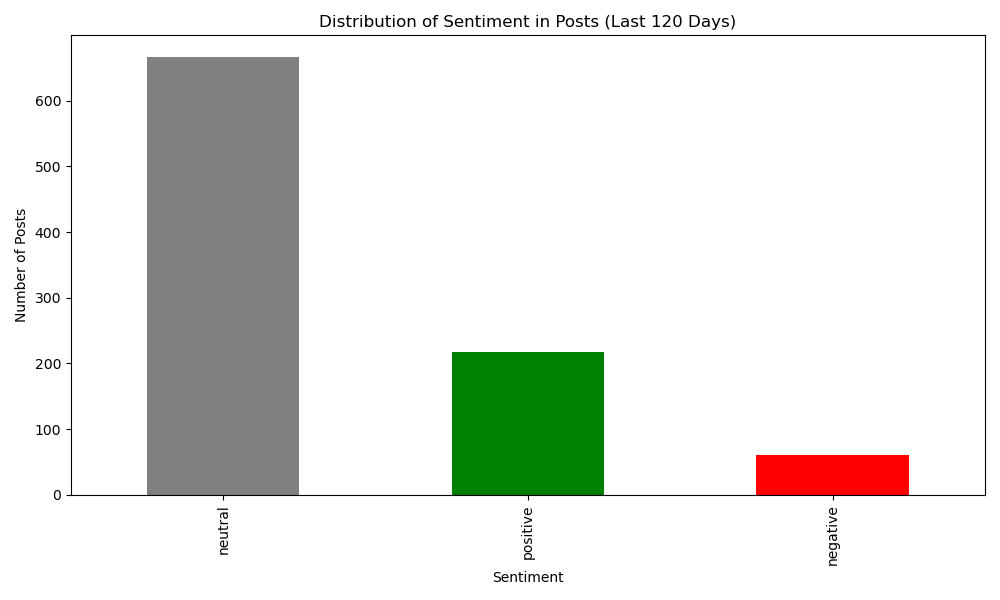 Distribution of Sentiment in Posts (Last 120 Days)
Number of Posts
600
500
400
300
200
100
0
neutral
positive
negative
Sentiment